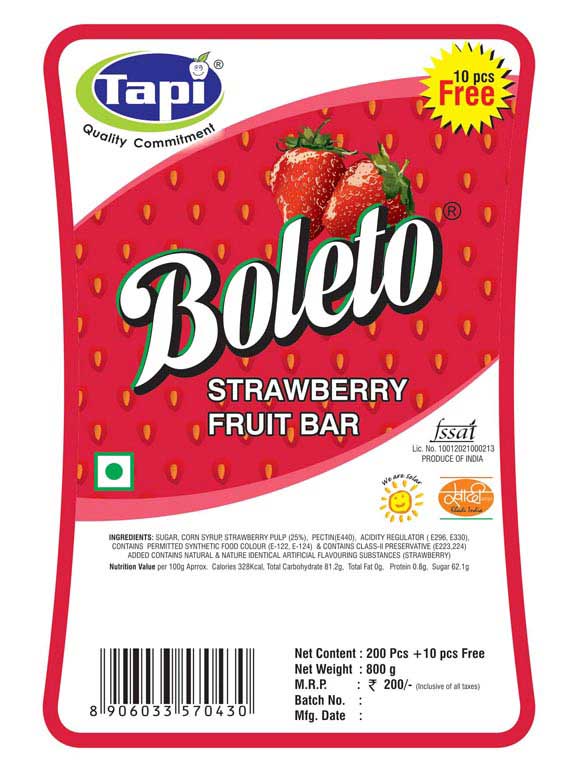 Tapi ®
Quality Commitment
10 pcs
Free
Boleto ®
STRAWBERRY
FRUIT BAR
fssai
Lic. No. 10012021000213
PRODUCE OF INDIA
We are solar
खादी
Khadi India
INGREDIENTS: SUGAR, CORN SYRUP, STRAWBERRY PULP (25%), PECTIN(E440), ACIDITY REGULATOR ( E296, E330),
CONTAINS PERMITTED SYNTHETIC FOOD COLOUR (E-122, E-124) & CONTAINS CLASS-II PRESERVATIVE (E223,224)
ADDED CONTAINS NATURAL & NATURE IDENTICAL ARTIFICIAL FLAVOURING SUBSTANCES (STRAWBERRY)
Nutrition Value per 100g Aprrox. Calories 328Kcal, Total Carbohydrate 81.2g, Total Fat 0g, Protein 0.8g, Sugar 62.1g
Net Content : 200 Pcs +10 pcs Free
Net Weight : 800 g
M.R.P. : ₹ 200/- (Inclusive of all taxes)
Batch No. :
Mfg. Date :
8 906033 570430